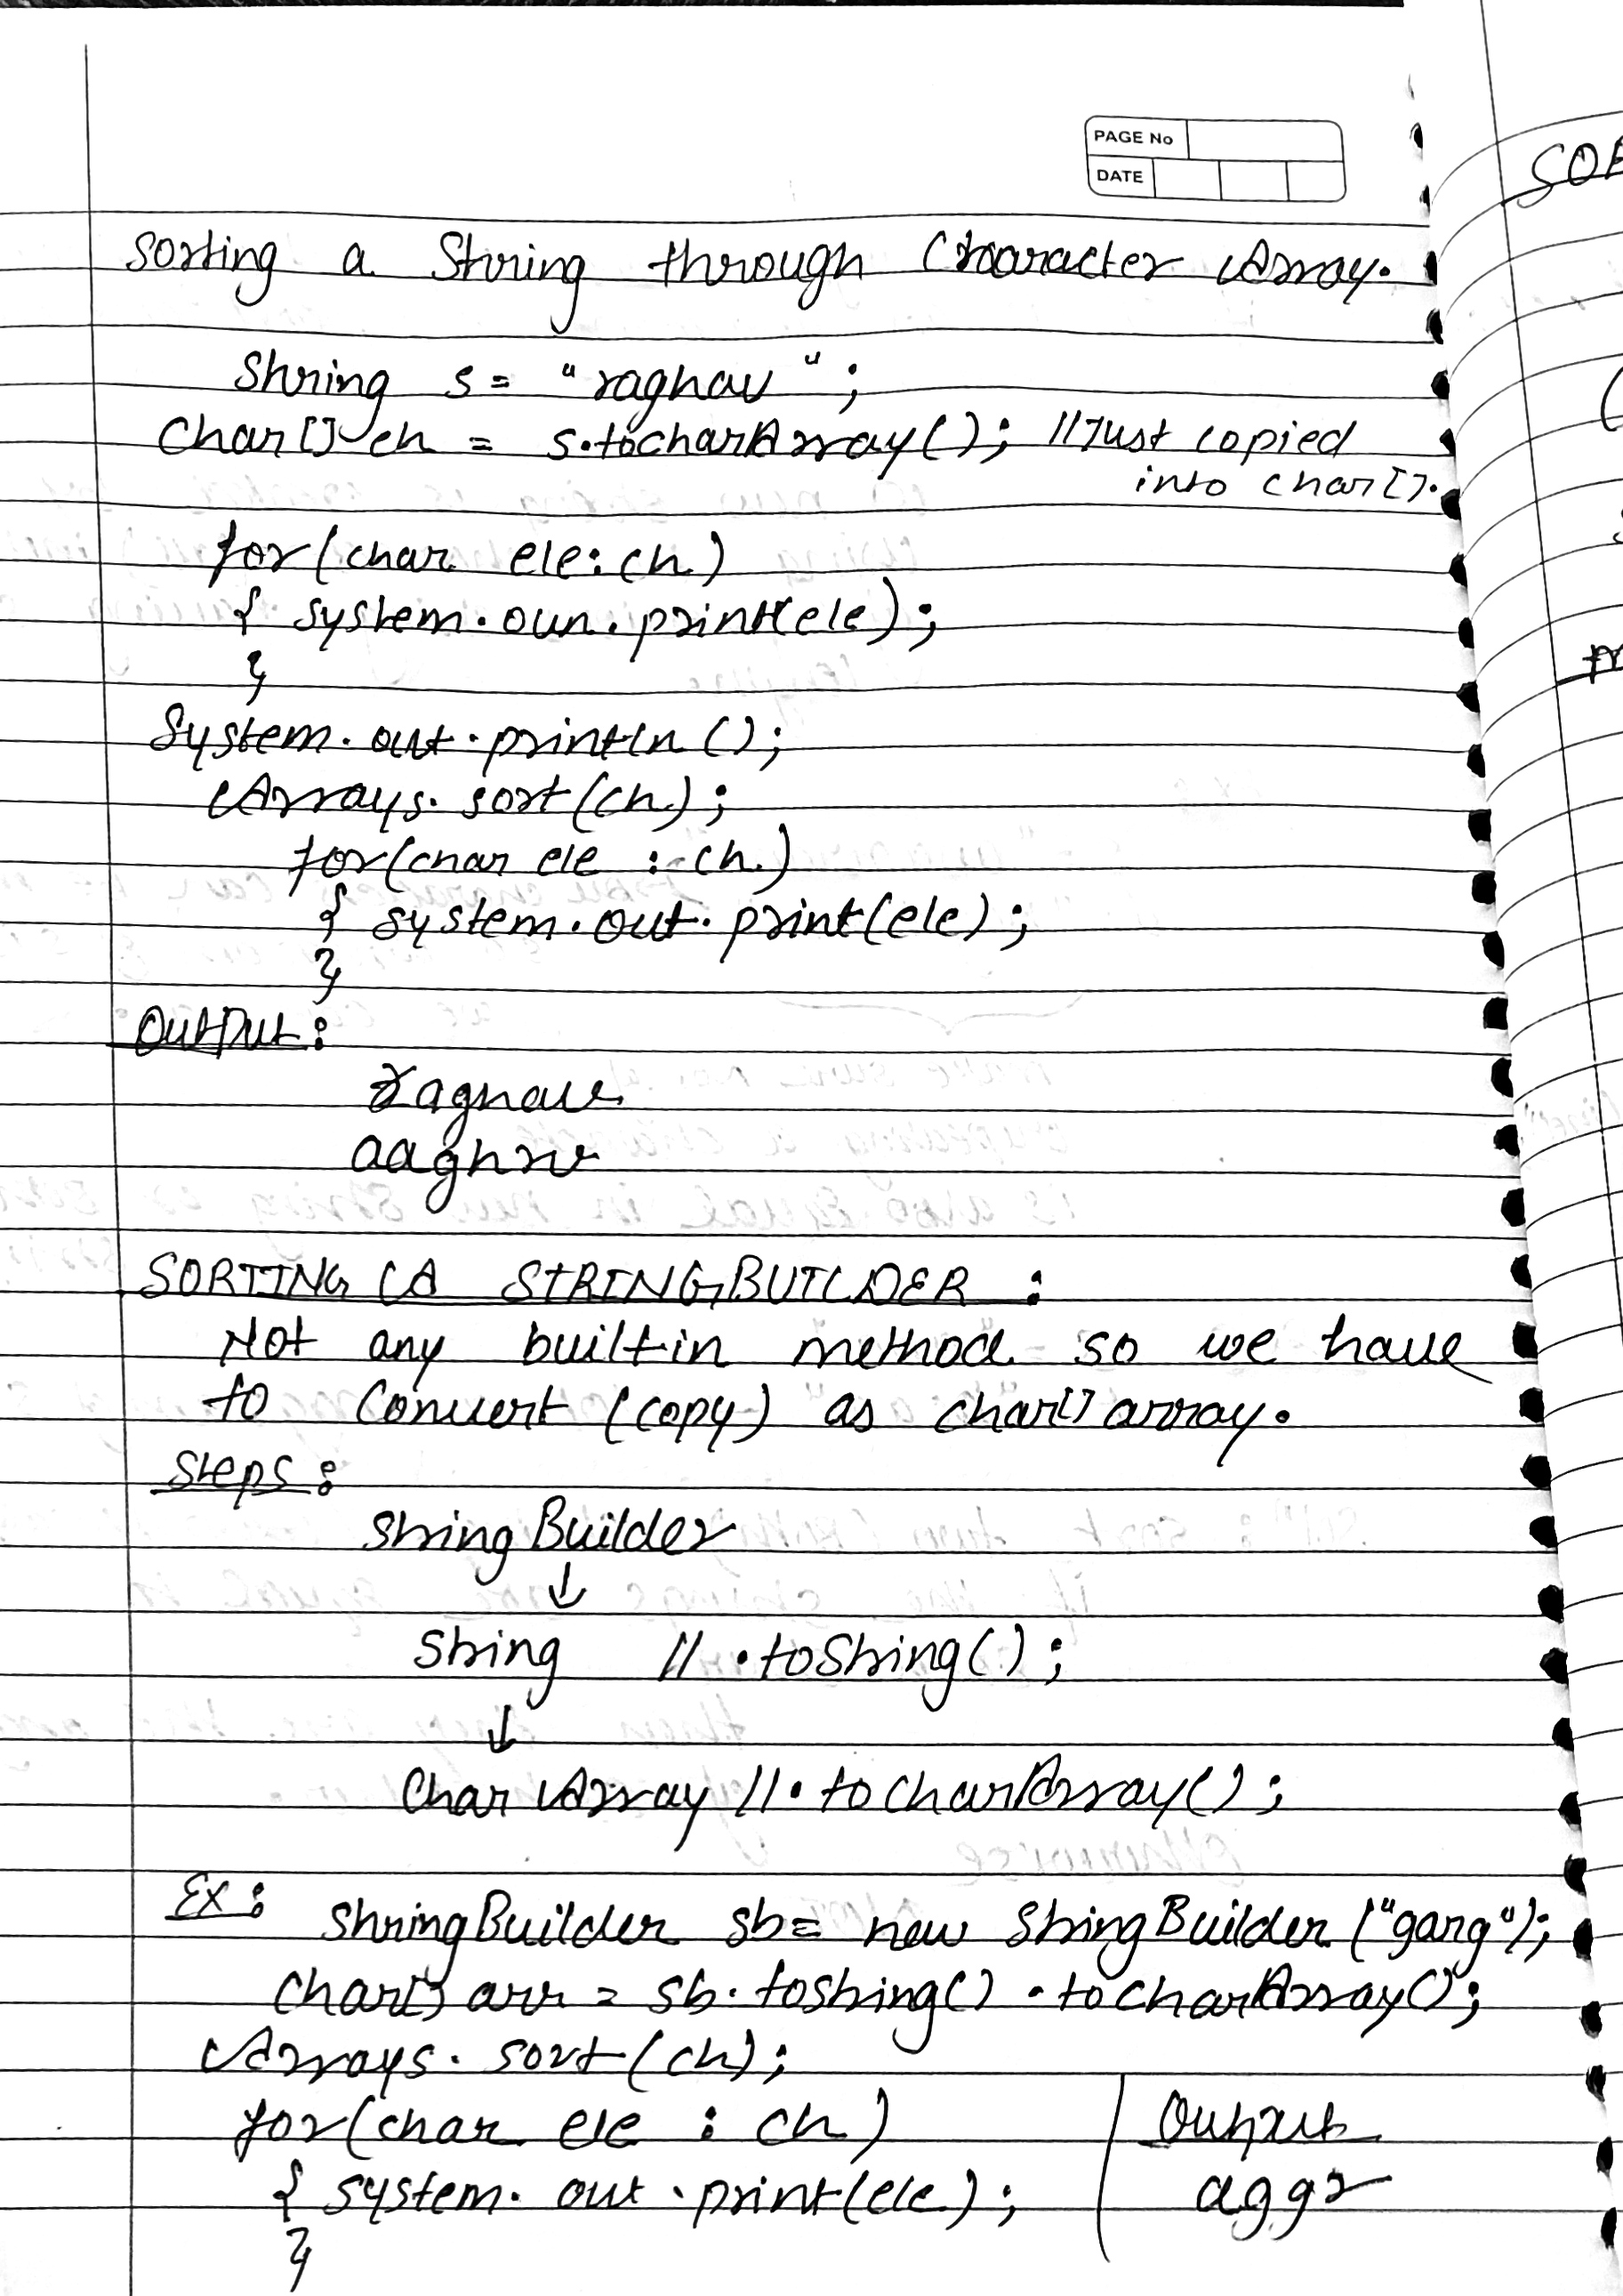 PAGE No
DATE
Sorting a String through Character Array.
String s = "raghav";
Char[] ch = s.tocharArray(); //Just copied
into char[].
for(char ele: ch)
{ system.oun.print(ele);
}
System.out.println();
Arrays.sort(ch);
for(char ele : ch)
{ system.out.print(ele);
}
Output:
raghav
aaghrv
SORTING A STRINGBUILDER :
Not any built-in method so we have
to Convert (copy) as char[] array.
Steps:
StringBuilder
↓
String // .toString();
↓
Char Array //.toCharArray();
Ex: StringBuilder sb= new StringBuilder("garg");
Char[] arr = sb.toString().toCharArray();
Arrays.sort(ch);
for(char ele : ch)
{ system.out.print(ele);
}
Output
aggr